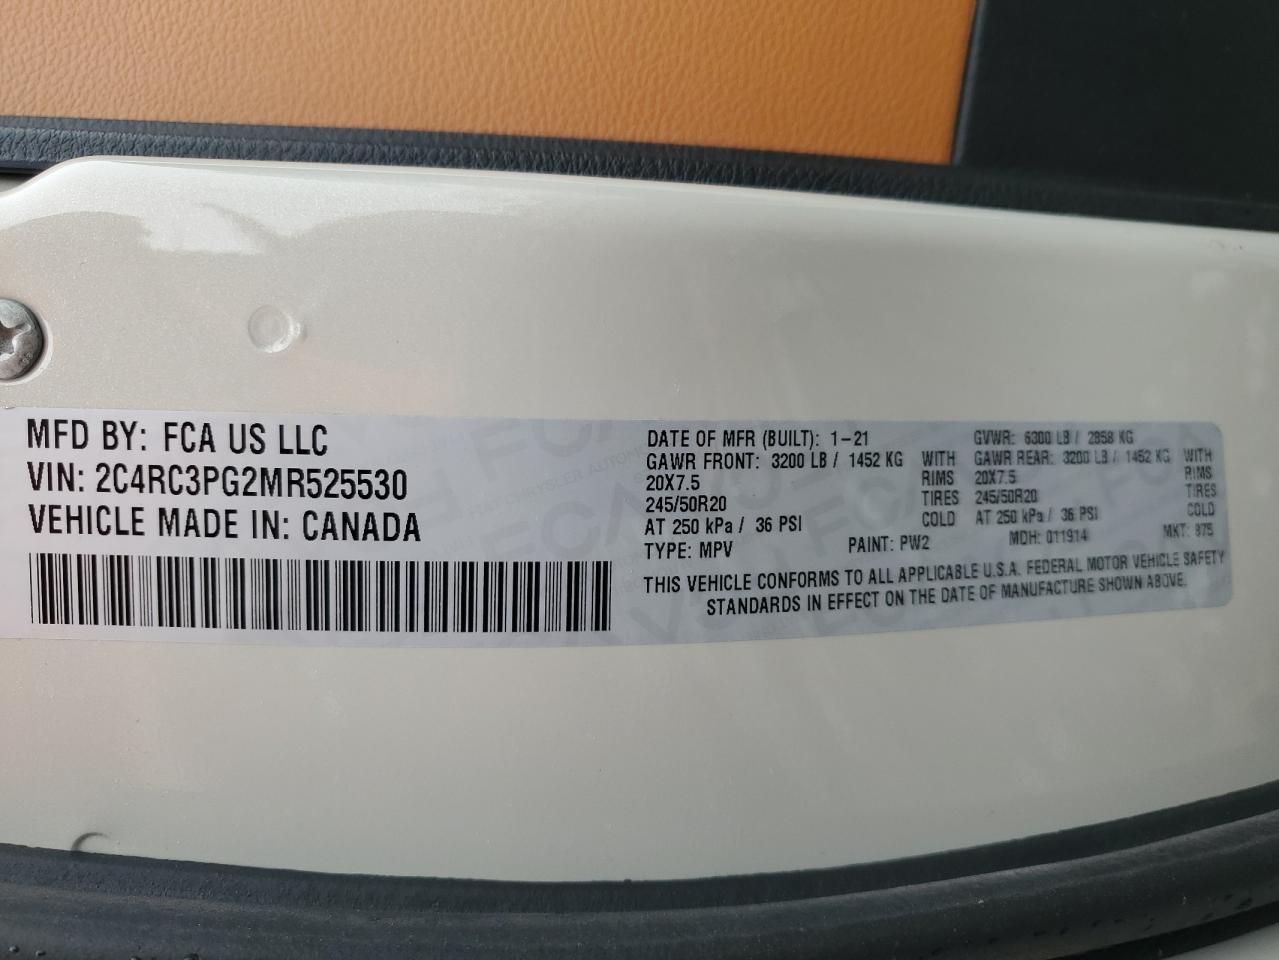 MFD BY: FCA US LLC
VIN: 2C4RC3PG2MR525530
VEHICLE MADE IN: CANADA
DATE OF MFR (BUILT): 1-21 GVWR: 6300 LB / 2858 KG
GAWR FRONT: 3200 LB / 1452 KG WITH GAWR REAR: 3200 LB / 1452 KG WITH
20X7.5 RIMS 20X7.5 RIMS
245/50R20 TIRES 245/50R20 TIRES
AT 250 kPa / 36 PSI COLD AT 250 kPa / 36 PSI COLD
TYPE: MPV PAINT: PW2 MDH: 011914 MKT: 875
THIS VEHICLE CONFORMS TO ALL APPLICABLE U.S.A. FEDERAL MOTOR VEHICLE SAFETY
STANDARDS IN EFFECT ON THE DATE OF MANUFACTURE SHOWN ABOVE.